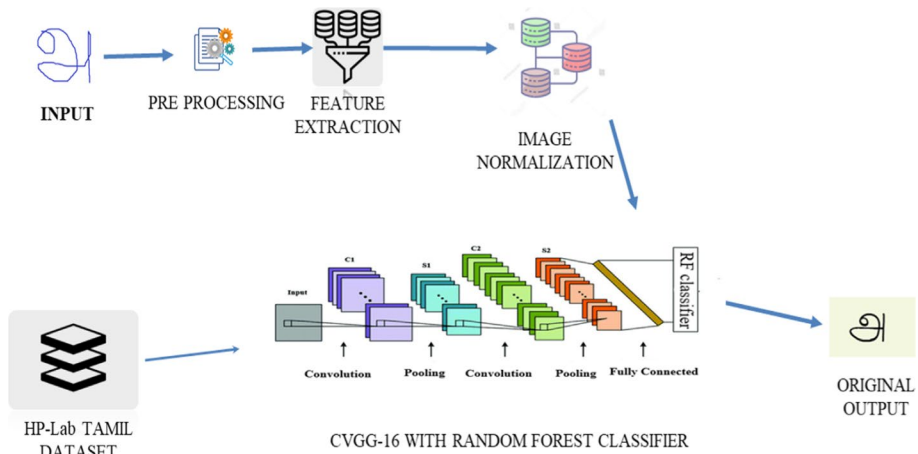 அ
INPUT
PRE PROCESSING
FEATURE
EXTRACTION
IMAGE
NORMALIZATION
Input
C1
S1
C2
S2
RF classifier
Convolution
Pooling
Convolution
Pooling
Fully Connected
CVGG-16 WITH RANDOM FOREST CLASSIFIER
HP-Lab TAMIL
DATASET
அ
ORIGINAL
OUTPUT